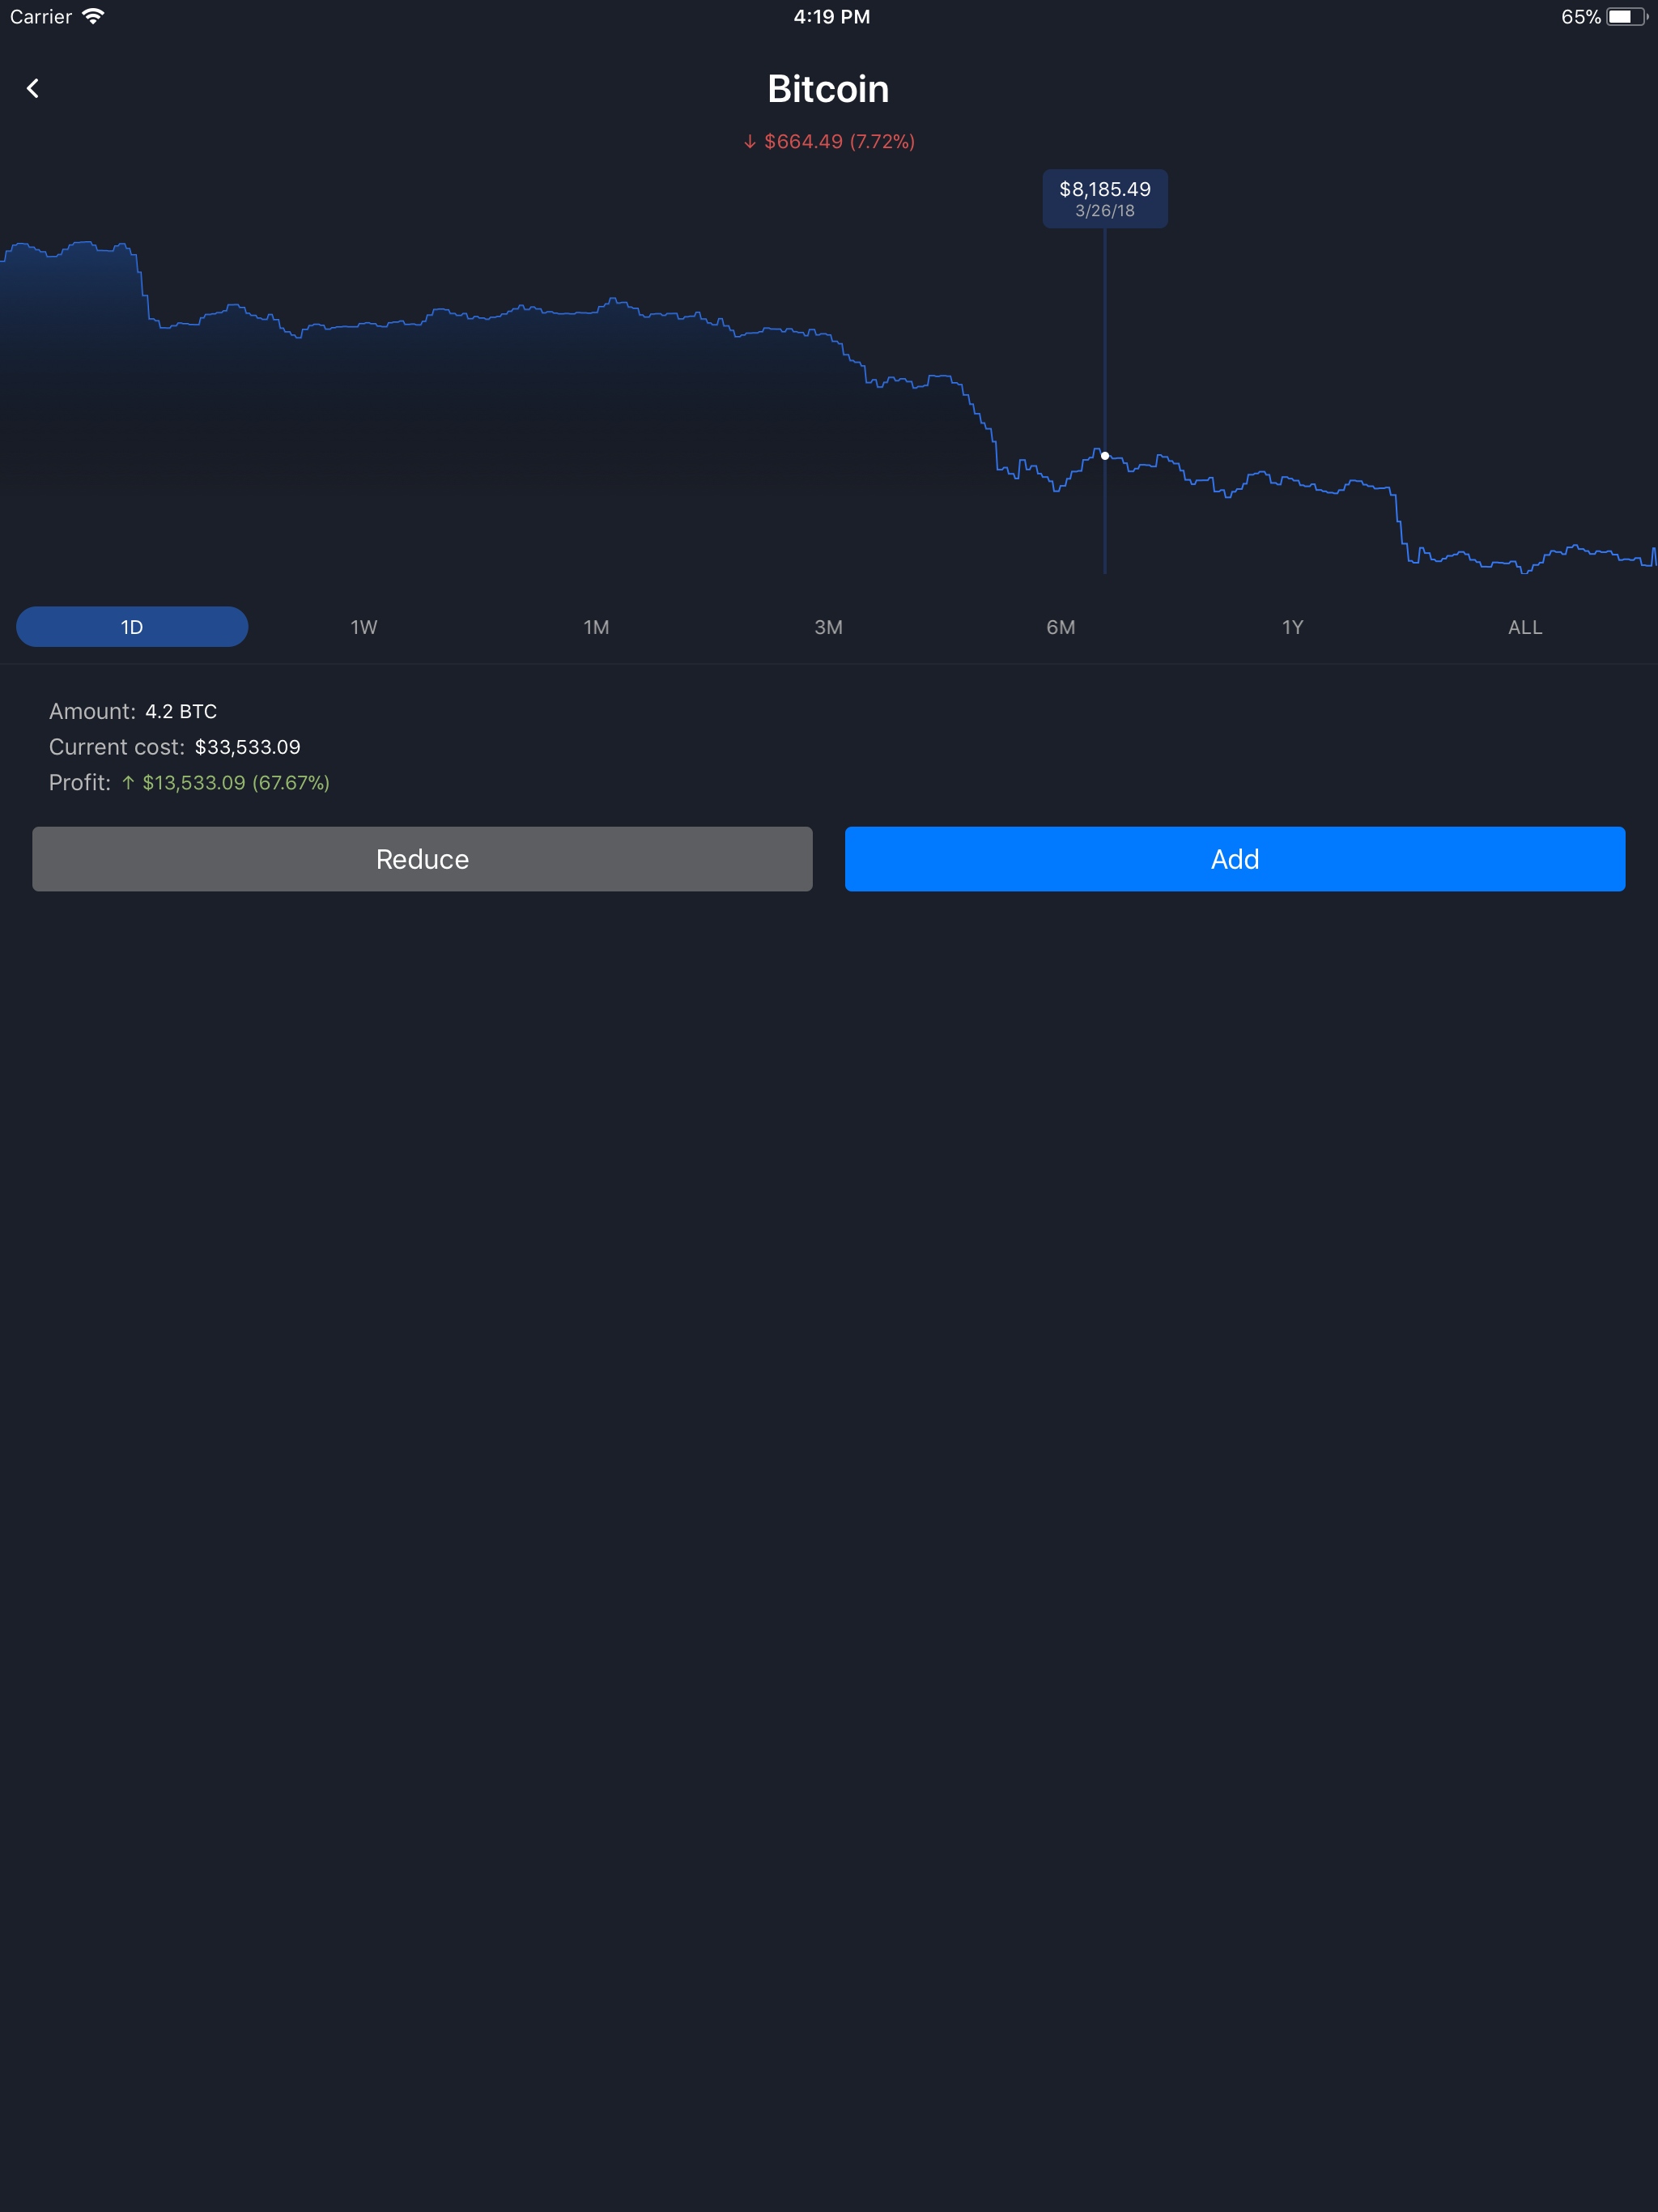 Carrier 4:19 PM 65%
Bitcoin
↓ $664.49 (7.72%)
$8,185.49
3/26/18
1D 1W 1M 3M 6M 1Y ALL
Amount: 4.2 BTC
Current cost: $33,533.09
Profit: ↑ $13,533.09 (67.67%)
Reduce Add